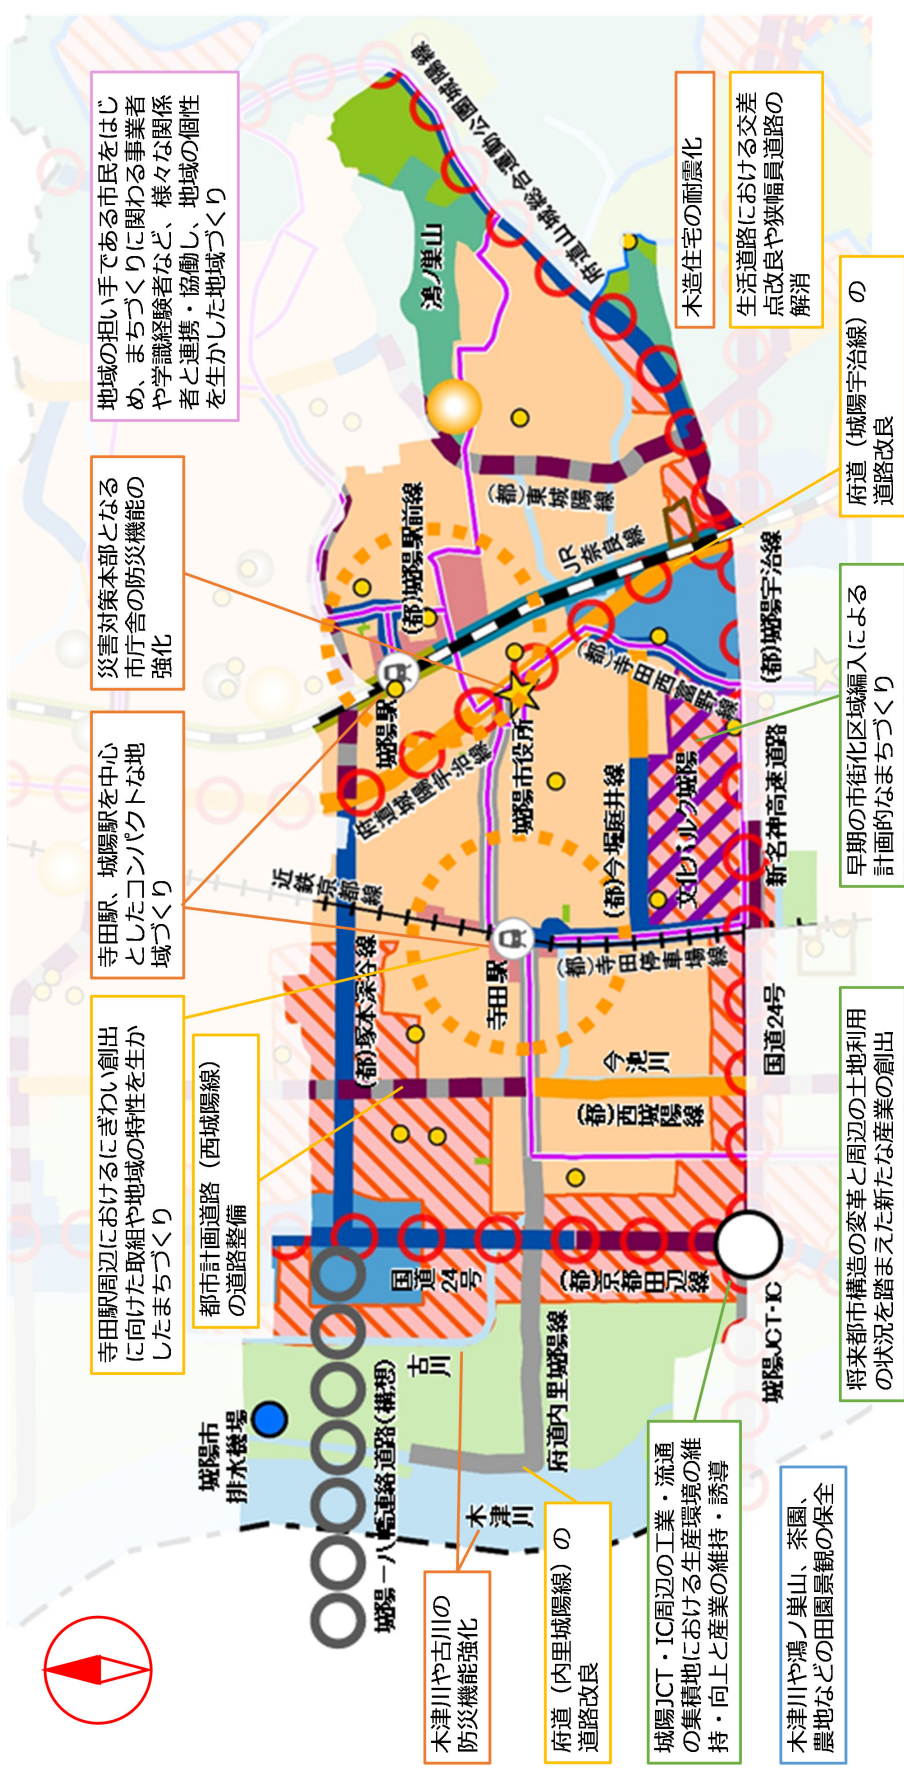 寺田駅周辺におけるにぎわい創出
に向けた取組や地域の特性を生か
したまちづくり
寺田駅、城陽駅を中心
としたコンパクトな地
域づくり
災害対策本部となる
市庁舎の防災機能の
強化
地域の担い手である市民をはじ
め、まちづくりに関わる事業者
や学識経験者など、様々な関係
者と連携・協働し、地域の個性
を生かした地域づくり
都市計画道路（西城陽線）
の道路整備
城陽市
排水機場
城陽－八幡連絡道路(構想)
古川
国道24号
(都)塚本深谷線
近鉄京都線
城陽駅
(都)城陽駅前線
府道城陽宇治線
鴻ノ巣山
府道山城総合運動公園城陽線
木津川
府道内里城陽線
寺田駅
城陽市役所
JR奈良線
(都)東城陽線
(都)京都田辺線
(都)西城陽線
今池川
(都)寺田停車場線
(都)今堀庭井線
文化パルク城陽
(都)寺田西富野線
城陽JCT・IC
国道24号
新名神高速道路
(都)城陽宇治線
木造住宅の耐震化
生活道路における交差
点改良や狭幅員道路の
解消
木津川や古川の
防災機能強化
府道（内里城陽線）の
道路改良
城陽JCT・IC周辺の工業・流通
の集積地における生産環境の維
持・向上と産業の維持・誘導
木津川や鴻ノ巣山、茶園、
農地などの田園景観の保全
将来都市構造の変革と周辺の土地利用
の状況を踏まえた新たな産業の創出
早期の市街化区域編入による
計画的なまちづくり
府道（城陽宇治線）の
道路改良